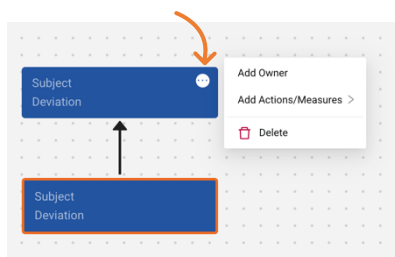 Subject
Deviation
Add Owner
Add Actions/Measures >
Delete
Subject
Deviation